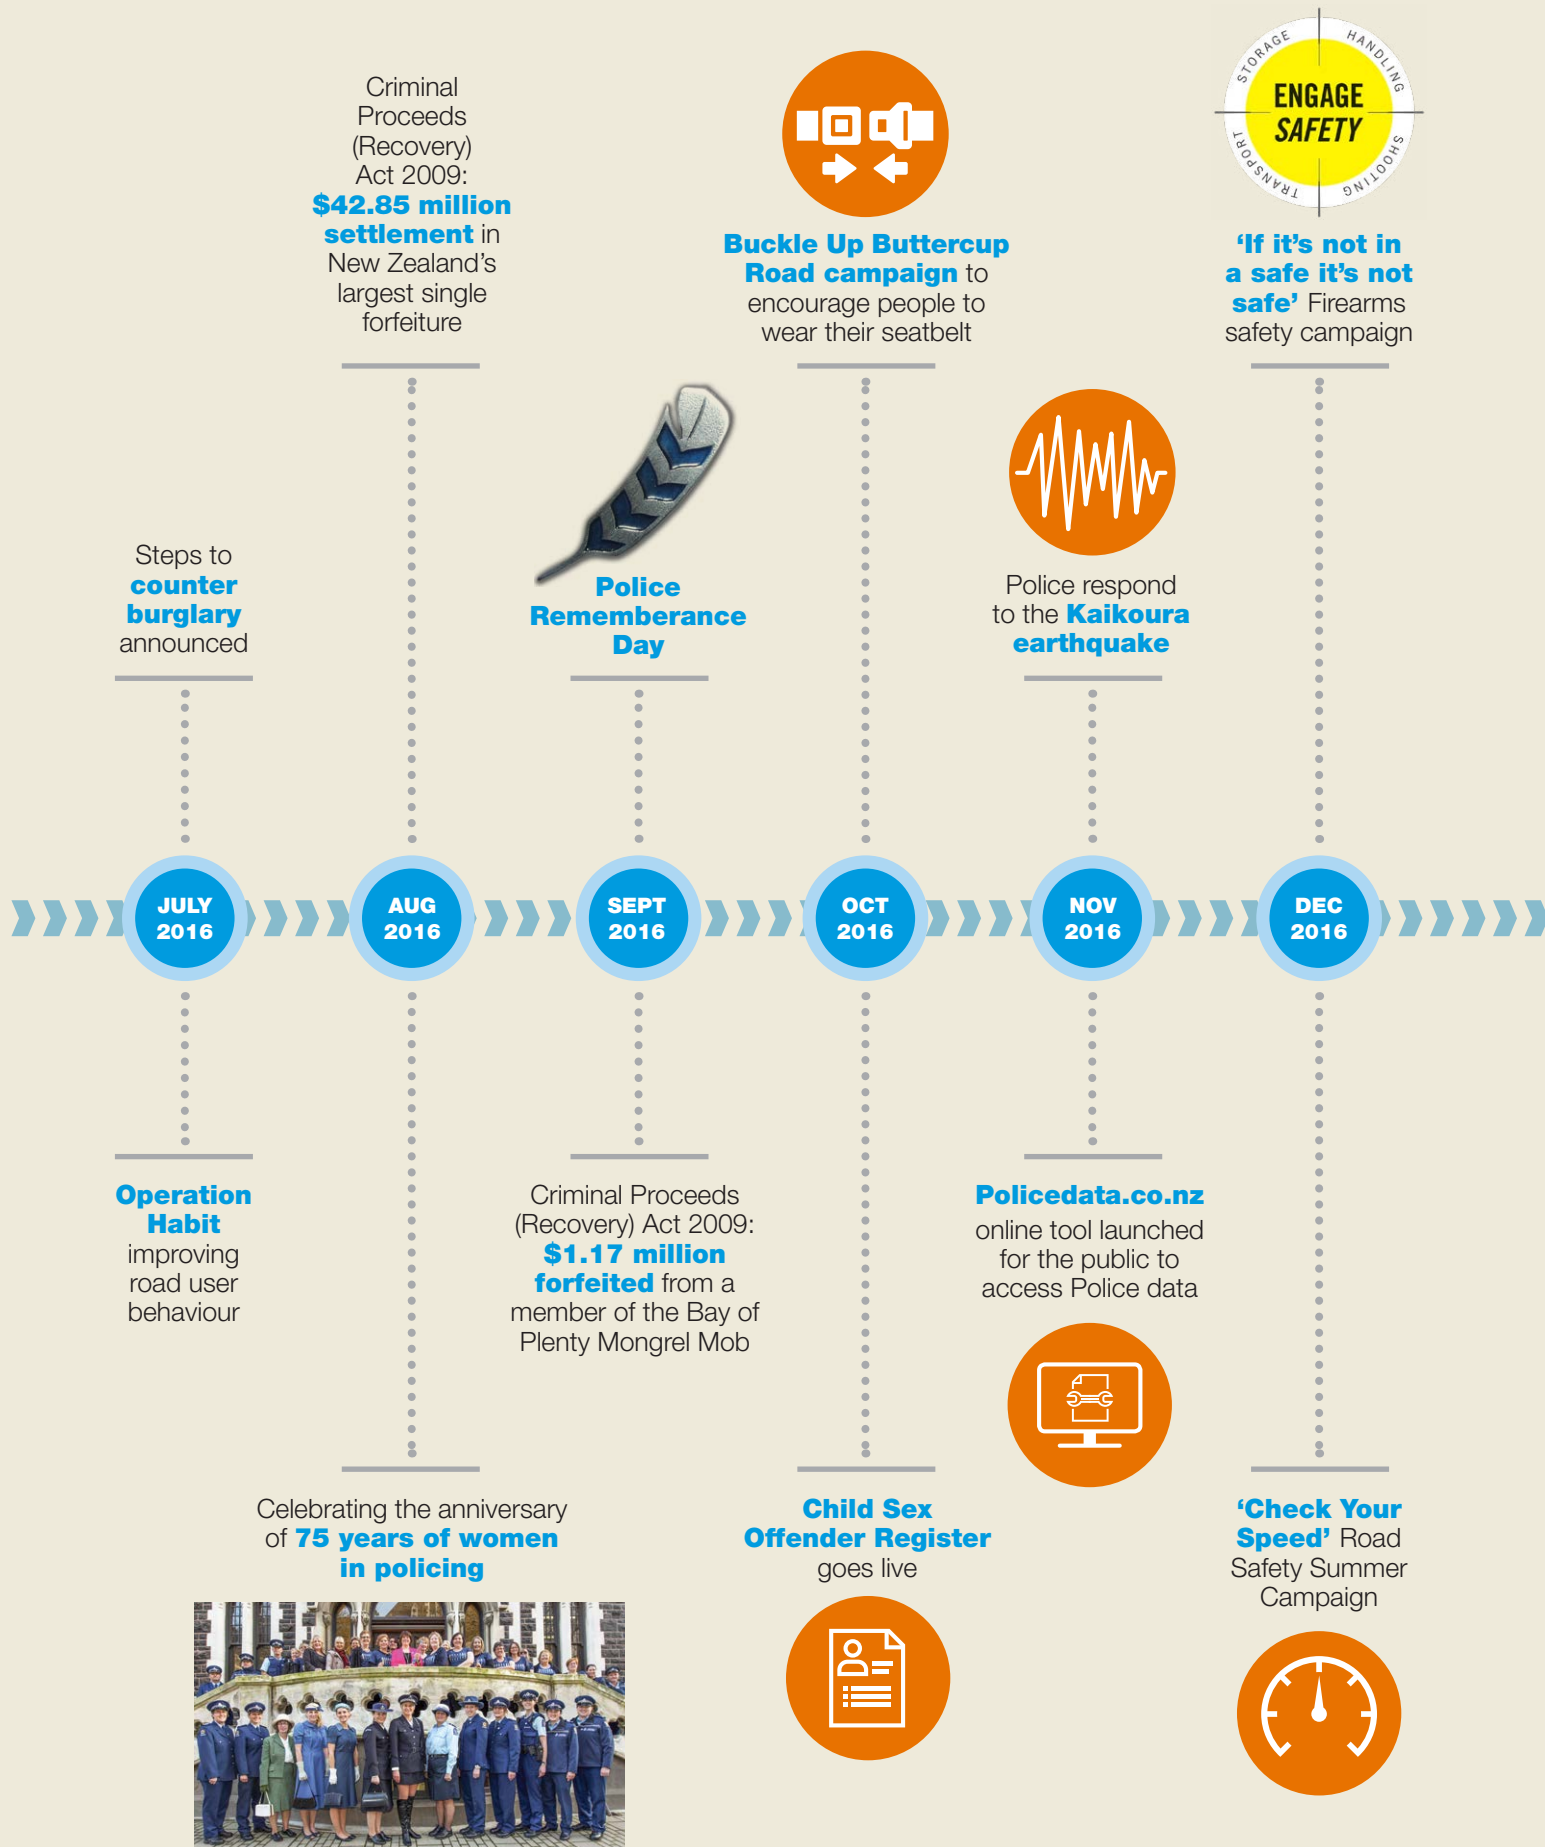 STORAGE
HANDLING
ENGAGE
SAFETY
TRANSPORT
SHOOTING
Criminal
Proceeds
(Recovery)
Act 2009:
$42.85 million
settlement in
New Zealand's
largest single
forfeiture
Buckle Up Buttercup
Road campaign to
encourage people to
wear their seatbelt
‘If it’s not in
a safe it’s not
safe’ Firearms
safety campaign
Steps to
counter
burglary
announced
Police
Rememberance
Day
Police respond
to the Kaikoura
earthquake
JULY
2016
AUG
2016
SEPT
2016
OCT
2016
NOV
2016
DEC
2016
Operation
Habit
improving
road user
behaviour
Criminal Proceeds
(Recovery) Act 2009:
$1.17 million
forfeited from a
member of the Bay of
Plenty Mongrel Mob
Policedata.co.nz
online tool launched
for the public to
access Police data
Celebrating the anniversary
of 75 years of women
in policing
Child Sex
Offender Register
goes live
‘Check Your
Speed’ Road
Safety Summer
Campaign